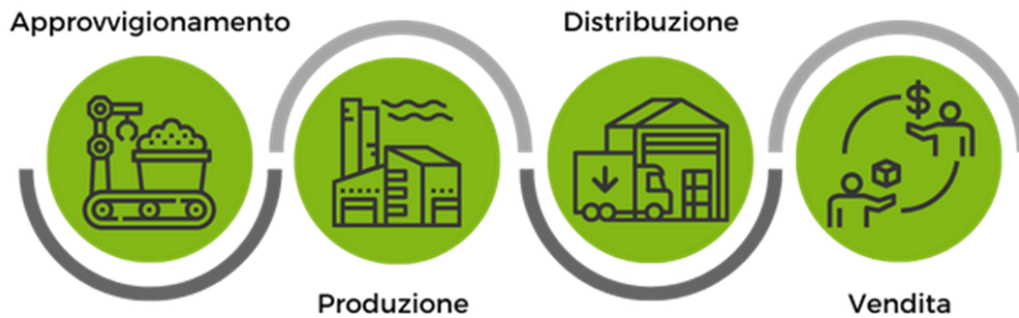 Approvvigionamento
Produzione
Distribuzione
Vendita
$